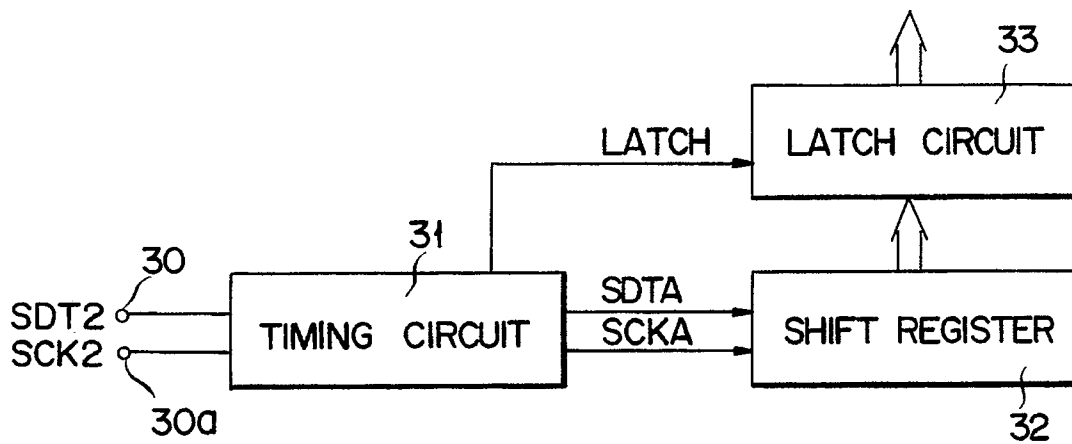 33
LATCH
LATCH CIRCUIT
31
30
SDT2
SCK2
30a
TIMING CIRCUIT
SDTA
SCKA
SHIFT REGISTER
32